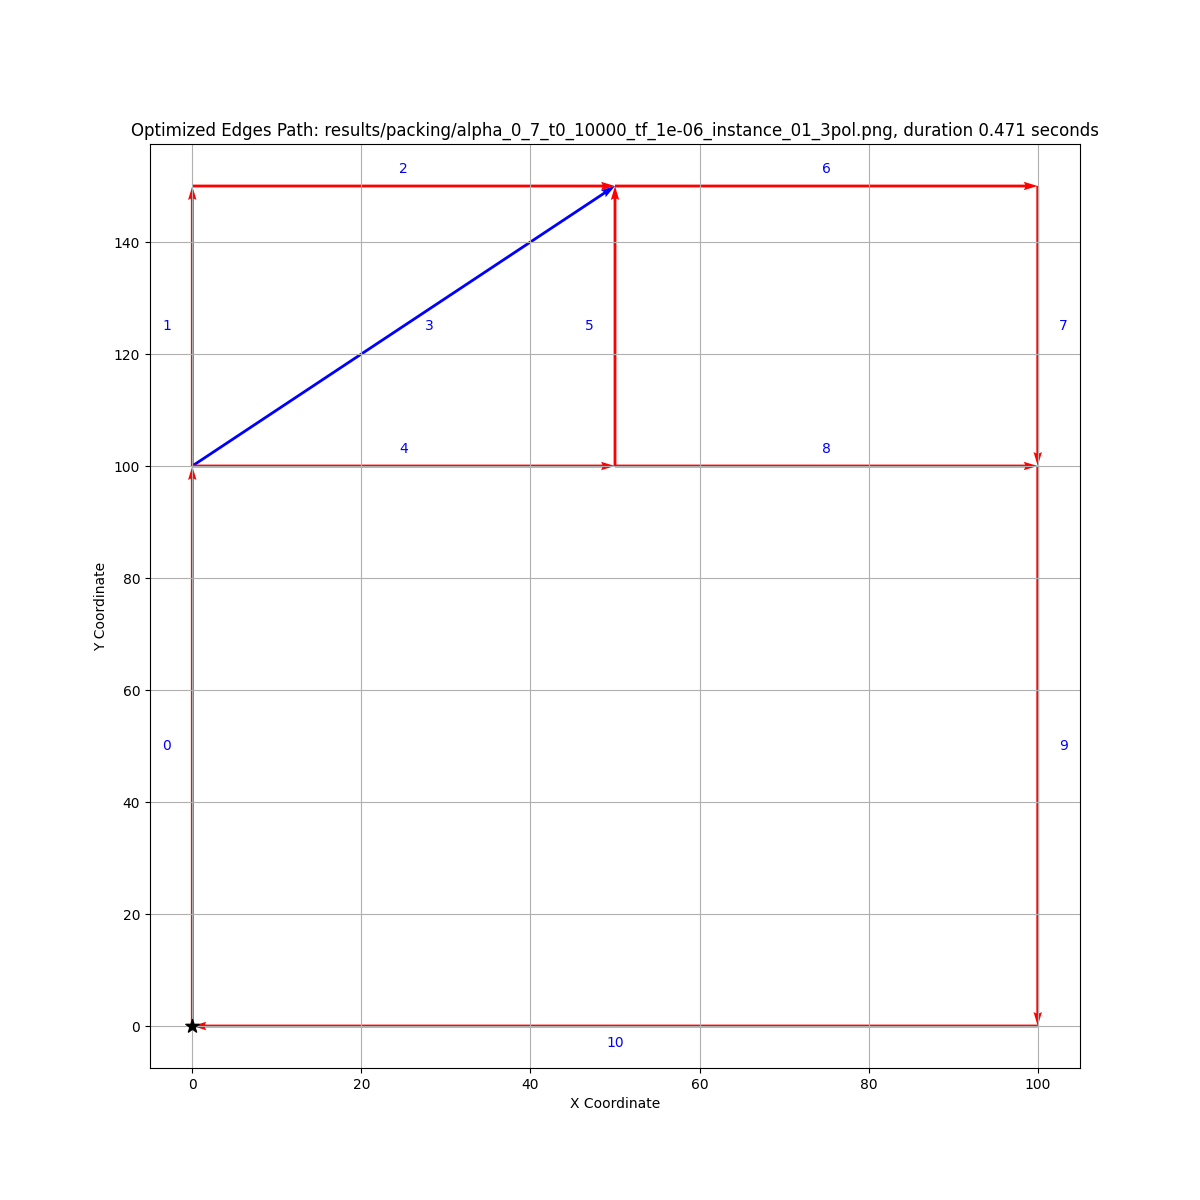 Optimized Edges Path: results/packing/alpha_0_7_t0_10000_tf_1e-06_instance_01_3pol.png, duration 0.471 seconds
2 6
140
1 3 5 7
120
4 8
100
80
Y Coordinate
60
0 9
40
20
0
10
0 20 40 60 80 100
X Coordinate